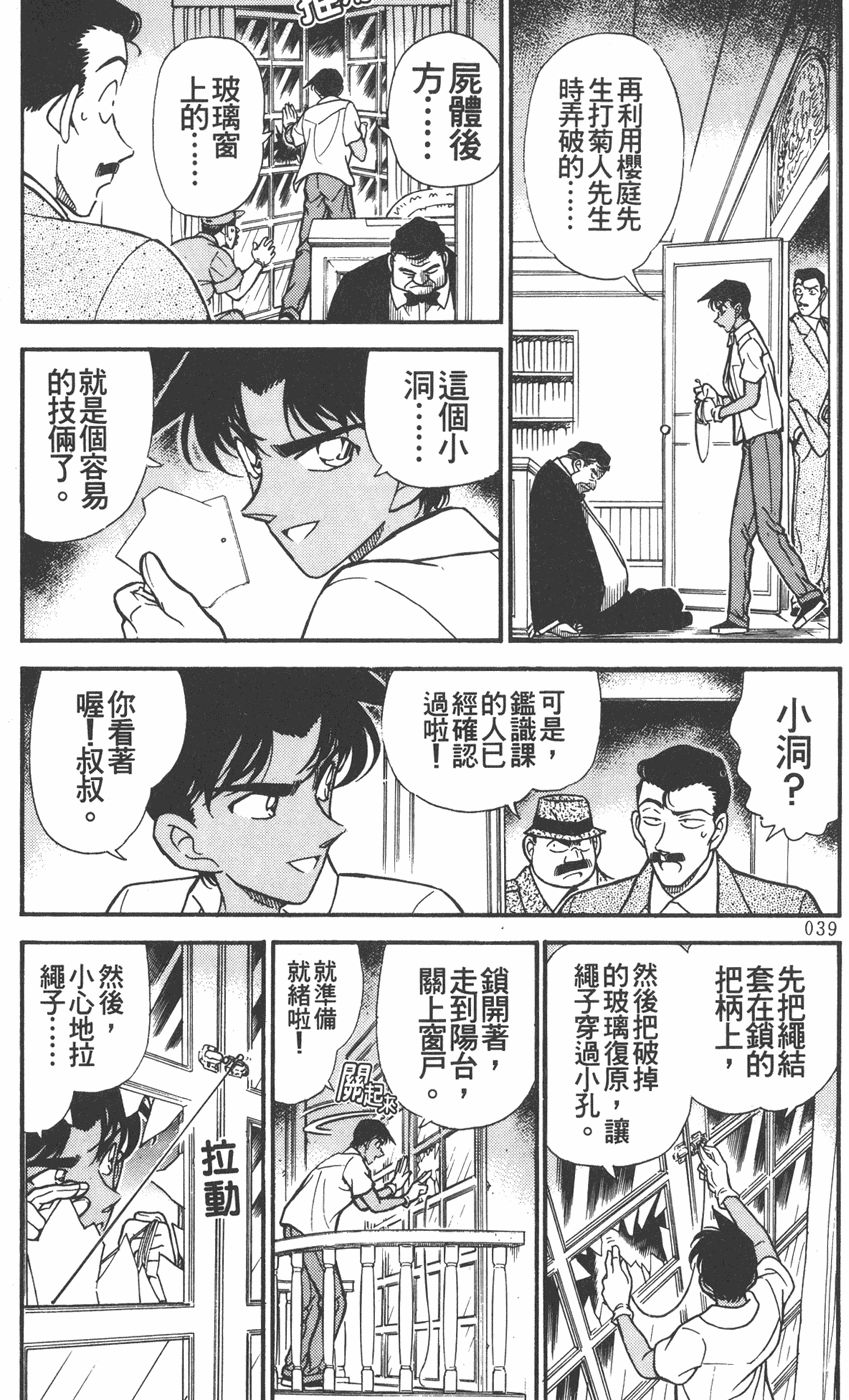 再利用櫻庭先
生打菊人先生
時弄破的……
屍體後
方……
玻璃窗
上的……
這個小
洞……
就是個容易
的技倆了。
小洞？
可是，
鑑識課
的人已
經確認
過啦！
你看著
喔！叔叔。
039
先把繩結
套在鎖的
把柄上，
然後把破掉
的玻璃復原，讓
繩子穿過小孔。
鎖開著，
走到陽台，
關上窗戶。
關起來
就準備
就緒啦！
然後，
小心地拉
繩子……
拉動